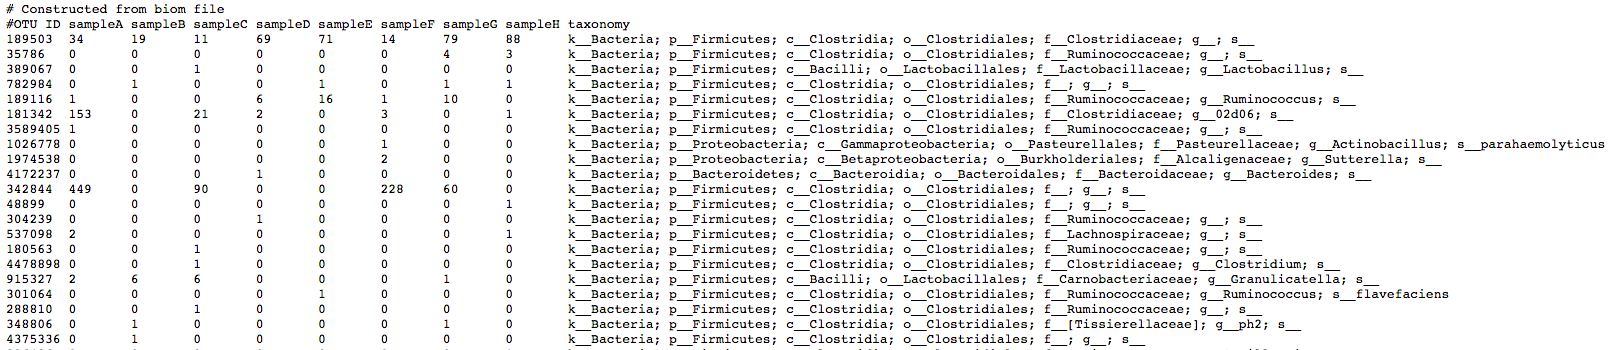 # Constructed from biom file
#OTU ID sampleA sampleB sampleC sampleD sampleE sampleF sampleG sampleH taxonomy
189503 34 19 11 69 71 14 79 88 k__Bacteria; p__Firmicutes; c__Clostridia; o__Clostridiales; f__Clostridiaceae; g__; s__
35786 0 0 0 0 0 0 4 3 k__Bacteria; p__Firmicutes; c__Clostridia; o__Clostridiales; f__Ruminococcaceae; g__; s__
389067 0 0 1 0 0 0 0 0 k__Bacteria; p__Firmicutes; c__Bacilli; o__Lactobacillales; f__Lactobacillaceae; g__Lactobacillus; s__
782984 0 1 0 0 1 0 1 1 k__Bacteria; p__Firmicutes; c__Clostridia; o__Clostridiales; f__; g__; s__
189116 1 0 0 6 16 1 10 0 k__Bacteria; p__Firmicutes; c__Clostridia; o__Clostridiales; f__Ruminococcaceae; g__Ruminococcus; s__
181342 153 0 21 2 0 3 0 1 k__Bacteria; p__Firmicutes; c__Clostridia; o__Clostridiales; f__Clostridiaceae; g__02d06; s__
3589405 1 0 0 0 0 0 0 0 k__Bacteria; p__Firmicutes; c__Clostridia; o__Clostridiales; f__Ruminococcaceae; g__; s__
1026778 0 0 0 0 0 1 0 0 k__Bacteria; p__Proteobacteria; c__Gammaproteobacteria; o__Pasteurellales; f__Pasteurellaceae; g__Actinobacillus; s__parahaemolyticus
1974538 0 0 0 0 0 2 0 0 k__Bacteria; p__Proteobacteria; c__Betaproteobacteria; o__Burkholderiales; f__Alcaligenaceae; g__Sutterella; s__
4172237 0 0 0 1 0 0 0 0 k__Bacteria; p__Bacteroidetes; c__Bacteroidia; o__Bacteroidales; f__Bacteroidaceae; g__Bacteroides; s__
342844 449 0 90 0 0 228 60 0 k__Bacteria; p__Firmicutes; c__Clostridia; o__Clostridiales; f__; g__; s__
48899 0 0 0 0 0 0 0 1 k__Bacteria; p__Firmicutes; c__Clostridia; o__Clostridiales; f__; g__; s__
304239 0 0 0 1 0 0 0 0 k__Bacteria; p__Firmicutes; c__Clostridia; o__Clostridiales; f__Ruminococcaceae; g__; s__
537098 2 0 0 0 0 0 0 1 k__Bacteria; p__Firmicutes; c__Clostridia; o__Clostridiales; f__Lachnospiraceae; g__; s__
180563 0 0 1 0 0 0 0 0 k__Bacteria; p__Firmicutes; c__Clostridia; o__Clostridiales; f__Ruminococcaceae; g__; s__
4478898 0 0 1 0 0 0 0 0 k__Bacteria; p__Firmicutes; c__Clostridia; o__Clostridiales; f__Clostridiaceae; g__Clostridium; s__
915327 2 6 6 0 0 0 1 0 k__Bacteria; p__Firmicutes; c__Bacilli; o__Lactobacillales; f__Carnobacteriaceae; g__Granulicatella; s__
301064 0 0 0 0 1 0 0 0 k__Bacteria; p__Firmicutes; c__Clostridia; o__Clostridiales; f__Ruminococcaceae; g__Ruminococcus; s__flavefaciens
288810 0 0 1 0 0 0 0 0 k__Bacteria; p__Firmicutes; c__Clostridia; o__Clostridiales; f__Ruminococcaceae; g__; s__
348806 0 1 0 0 0 0 1 0 k__Bacteria; p__Firmicutes; c__Clostridia; o__Clostridiales; f__[Tissierellaceae]; g__ph2; s__
4375336 0 1 0 0 0 0 0 0 k__Bacteria; p__Firmicutes; c__Clostridia; o__Clostridiales; f__; g__; s__